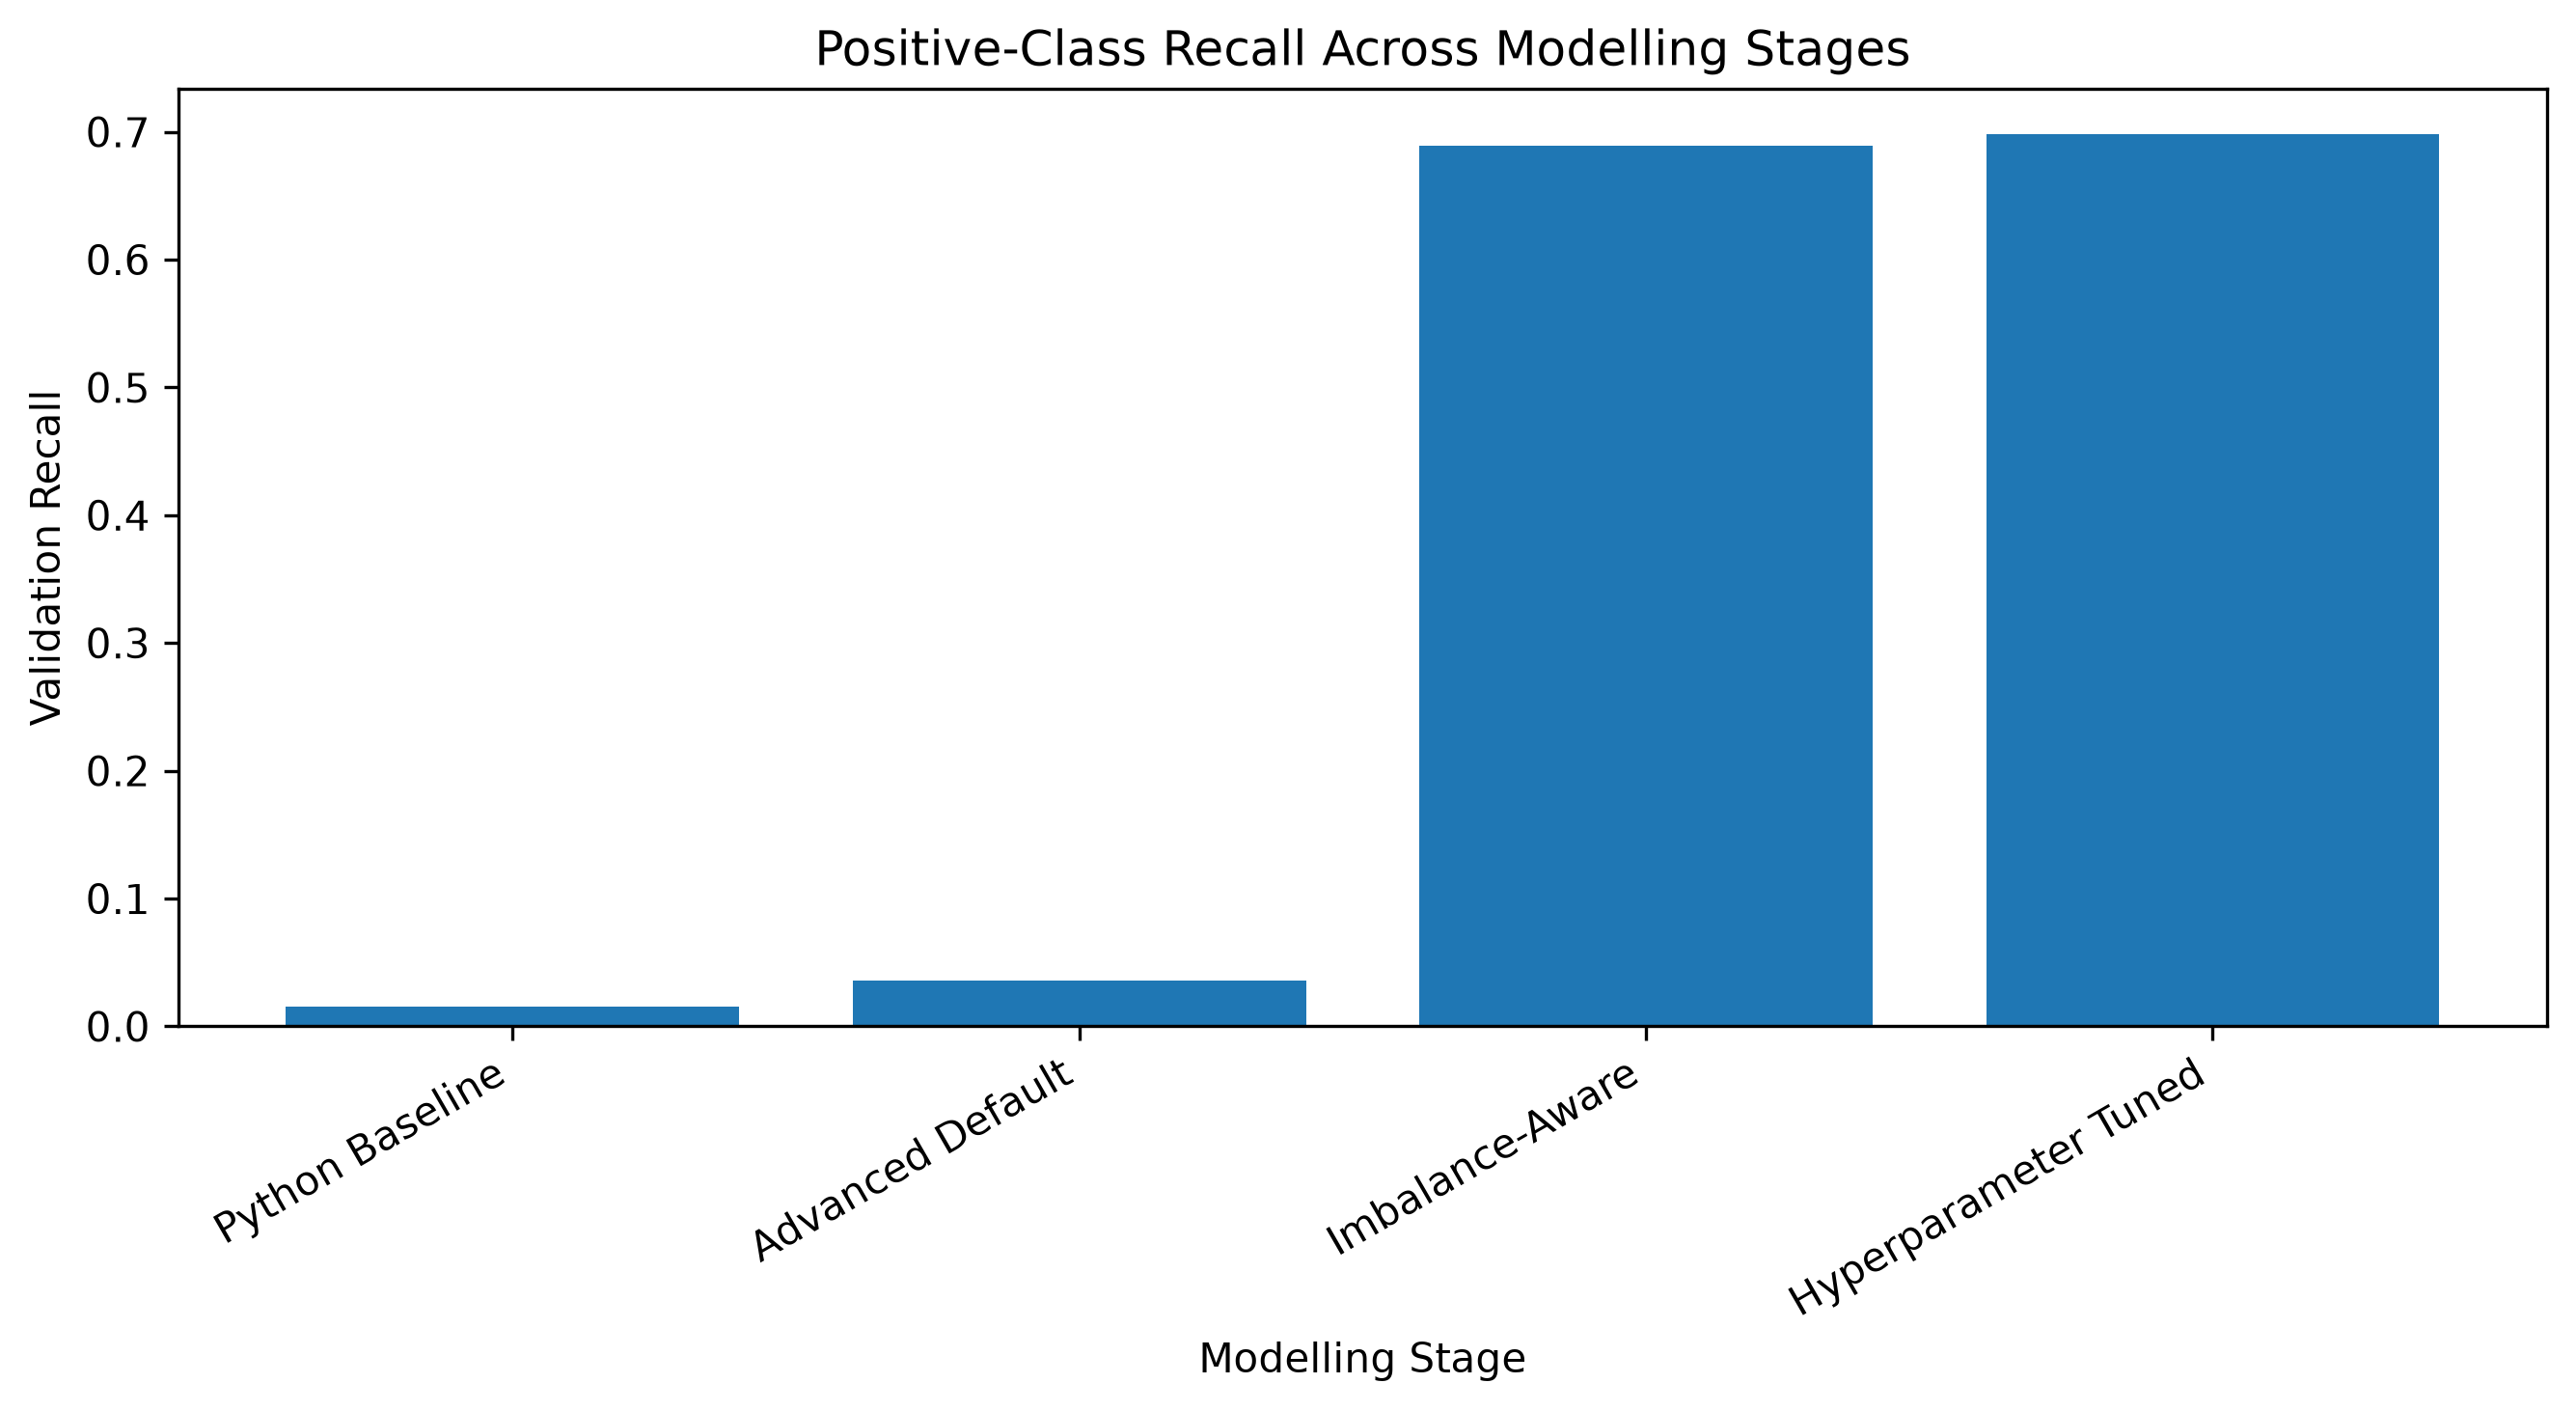 Positive-Class Recall Across Modelling Stages
Validation Recall
0.7
0.6
0.5
0.4
0.3
0.2
0.1
0.0
Python Baseline
Advanced Default
Imbalance-Aware
Hyperparameter Tuned
Modelling Stage